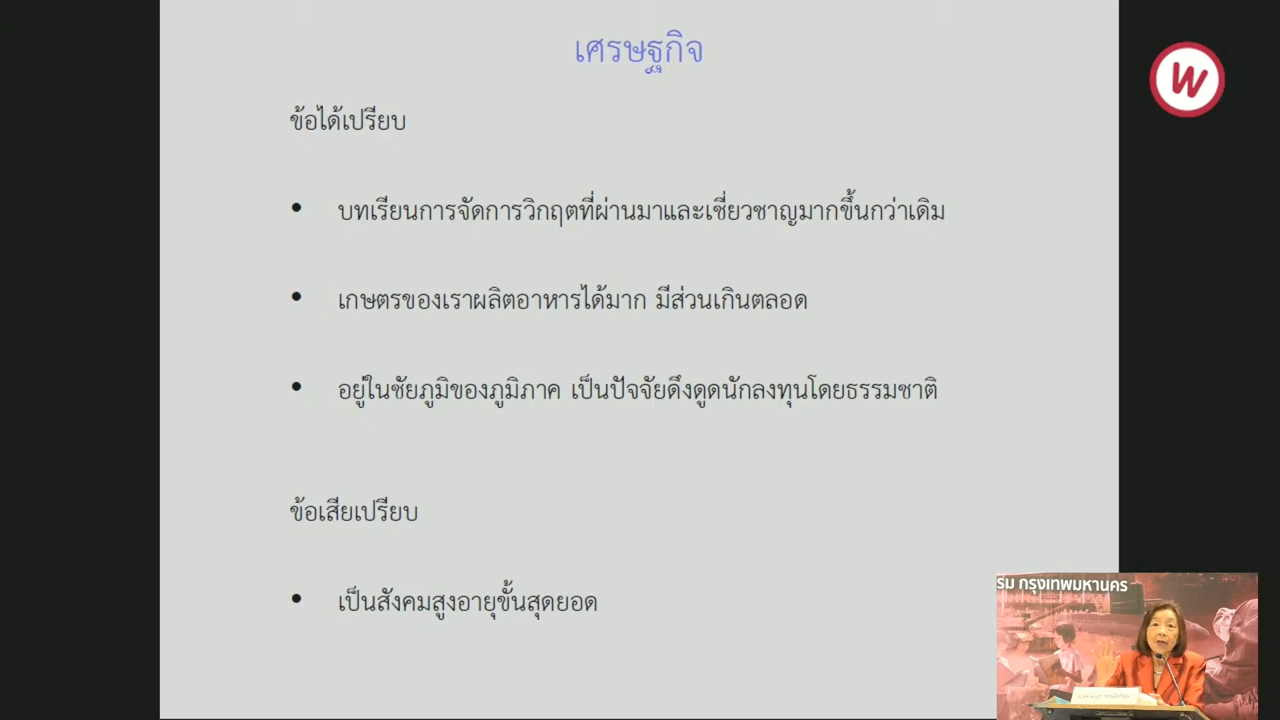 เศรษฐกิจ
ข้อได้เปรียบ
• บทเรียนการจัดการวิกฤตที่ผ่านมาและเชี่ยวชาญมากขึ้นกว่าเดิม
• เกษตรของเราผลิตอาหารได้มาก มีส่วนเกินตลอด
• อยู่ในชัยภูมิของภูมิภาค เป็นปัจจัยดึงดูดนักลงทุนโดยธรรมชาติ
ข้อเสียเปรียบ
• เป็นสังคมสูงอายุขั้นสุดยอด
W
รม กรุงเทพมหานคร